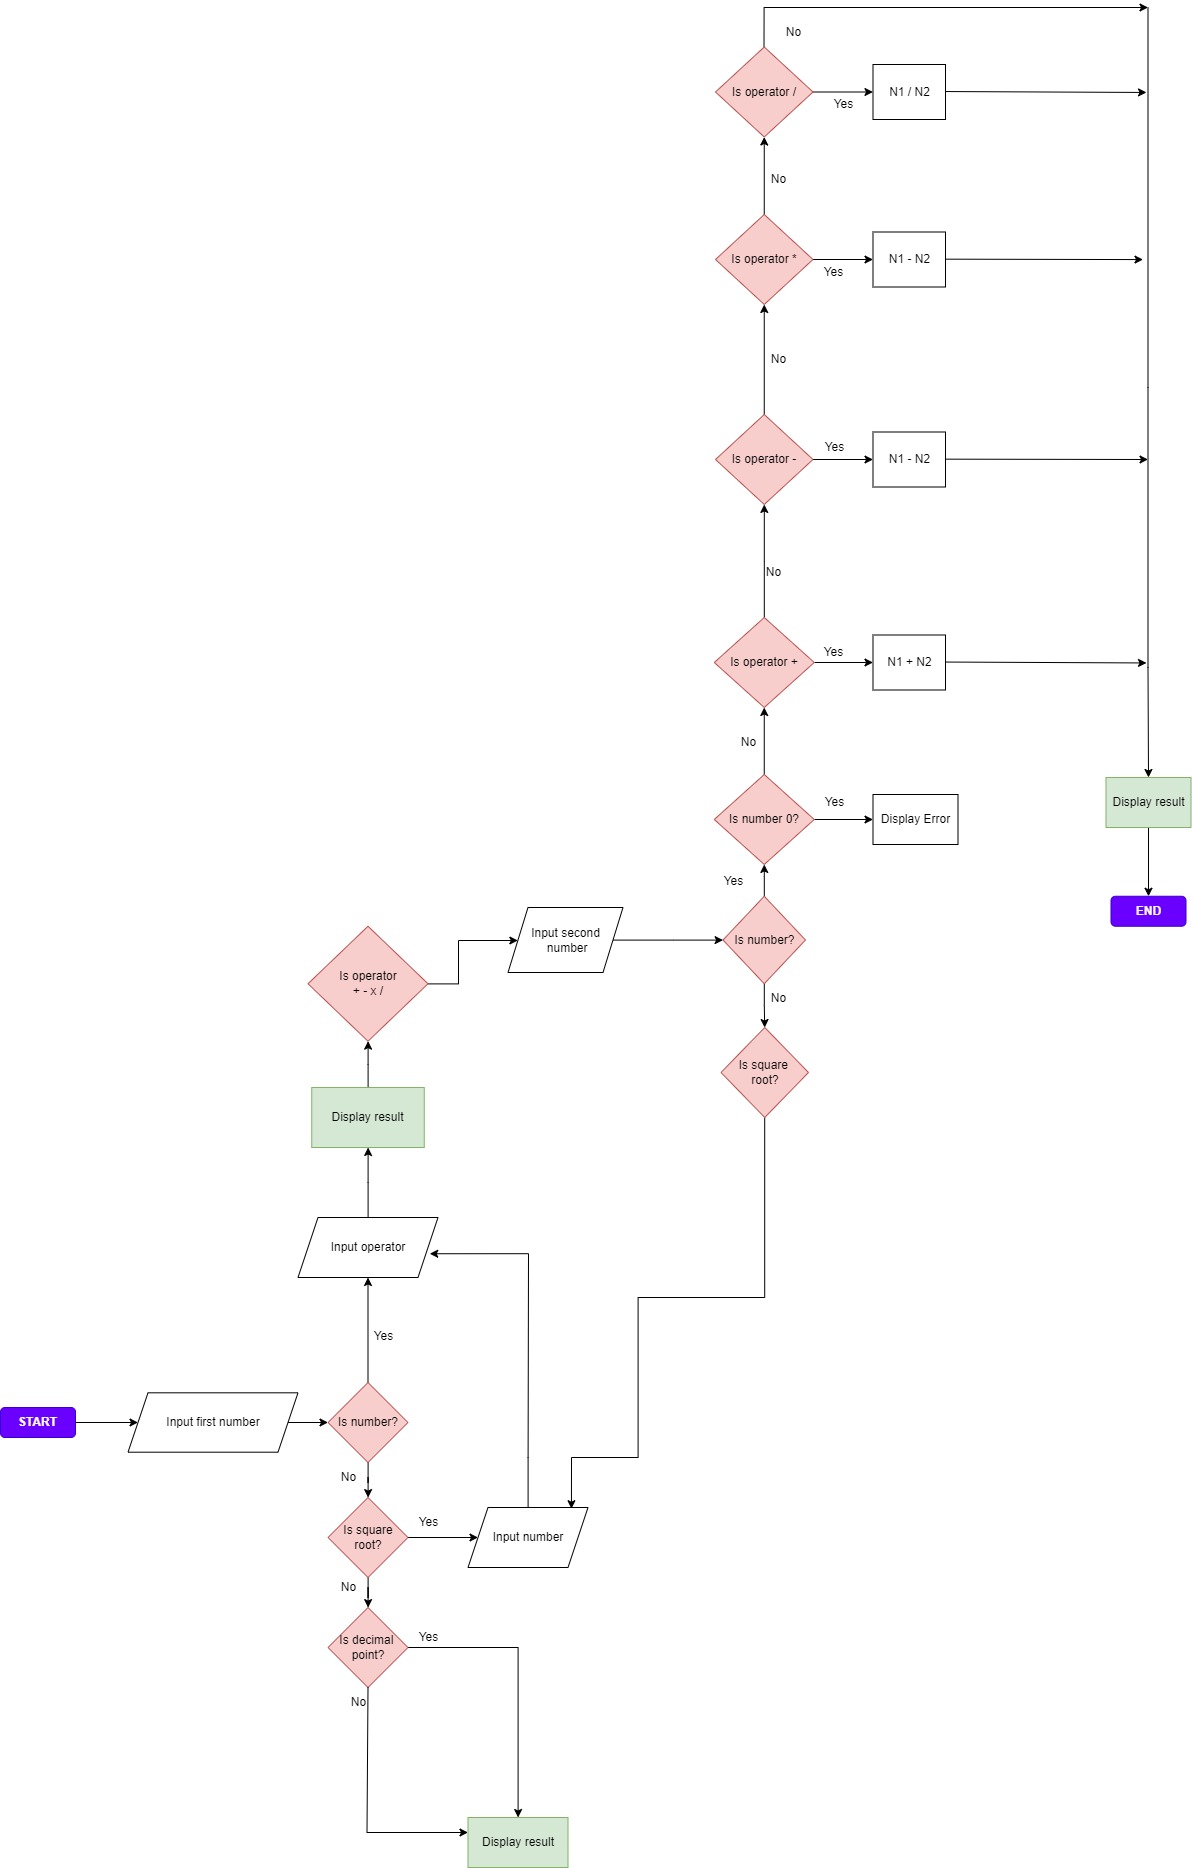 No
Is operator /
Yes
N1 / N2
No
Is operator *
Yes
N1 - N2
No
Is operator -
Yes
N1 - N2
No
Is operator +
Yes
N1 + N2
No
Is number 0?
Yes
Display Error
Display result
END
Yes
Is number?
Input second
number
Is operator
+ - x /
No
Is square
root?
Display result
Input operator
Yes
START
Input first number
Is number?
No
Is square
root?
Yes
Input number
No
Is decimal
point?
Yes
No
Display result